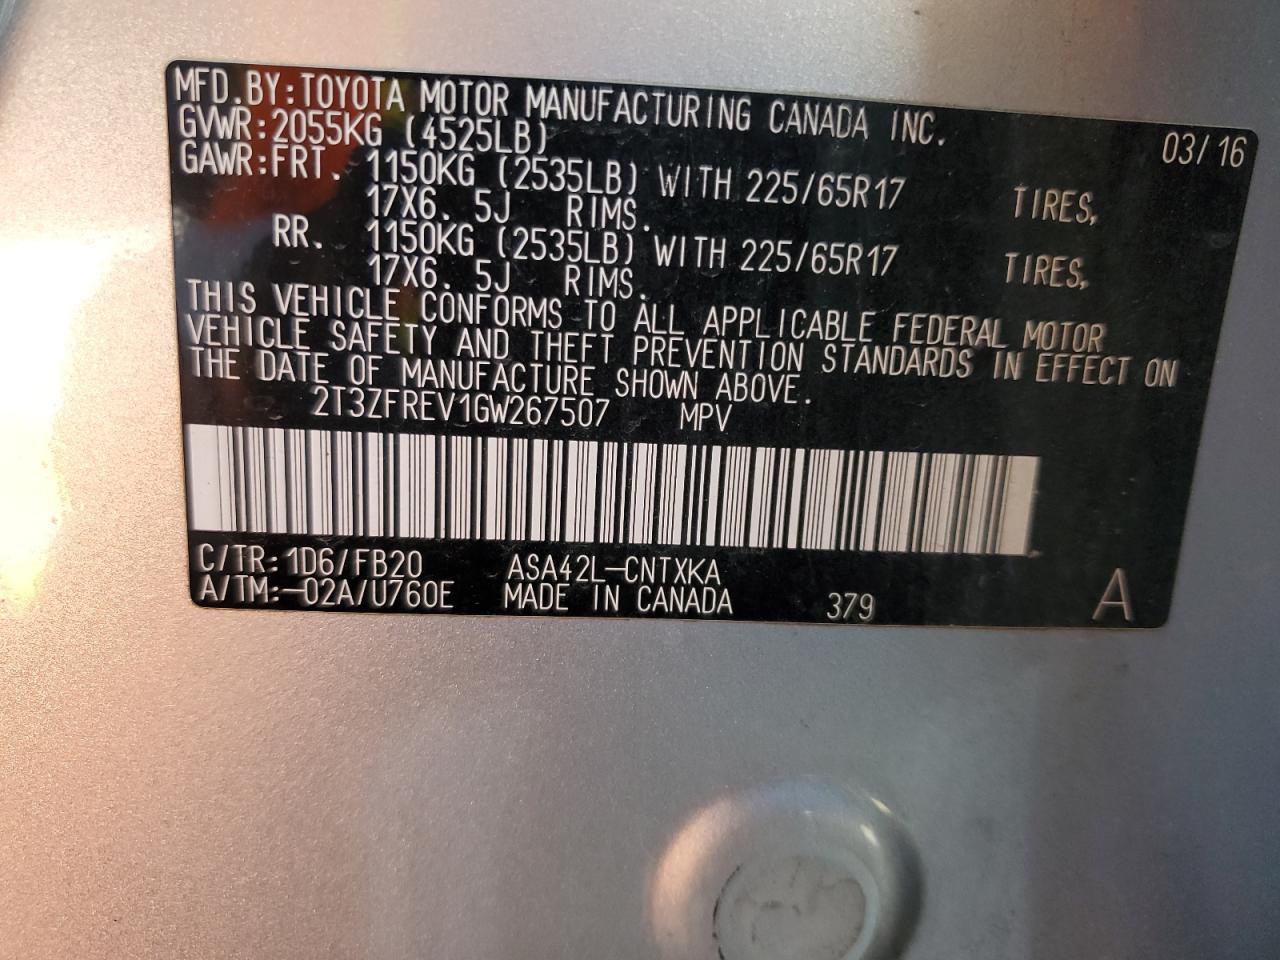 MFD.BY:TOYOTA MOTOR MANUFACTURING CANADA INC. 03/16
GVWR:2055KG (4525LB)
GAWR:FRT. 1150KG (2535LB) WITH 225/65R17 TIRES,
17X6. 5J RIMS.
RR. 1150KG (2535LB) WITH 225/65R17 TIRES,
17X6. 5J RIMS.
THIS VEHICLE CONFORMS TO ALL APPLICABLE FEDERAL MOTOR
VEHICLE SAFETY AND THEFT PREVENTION STANDARDS IN EFFECT ON
THE DATE OF MANUFACTURE SHOWN ABOVE.
2T3ZFREV1GW267507 MPV
C/TR:1D6/FB20 ASA42L-CNTXKA
A/TM:-02A/U760E MADE IN CANADA 379 A